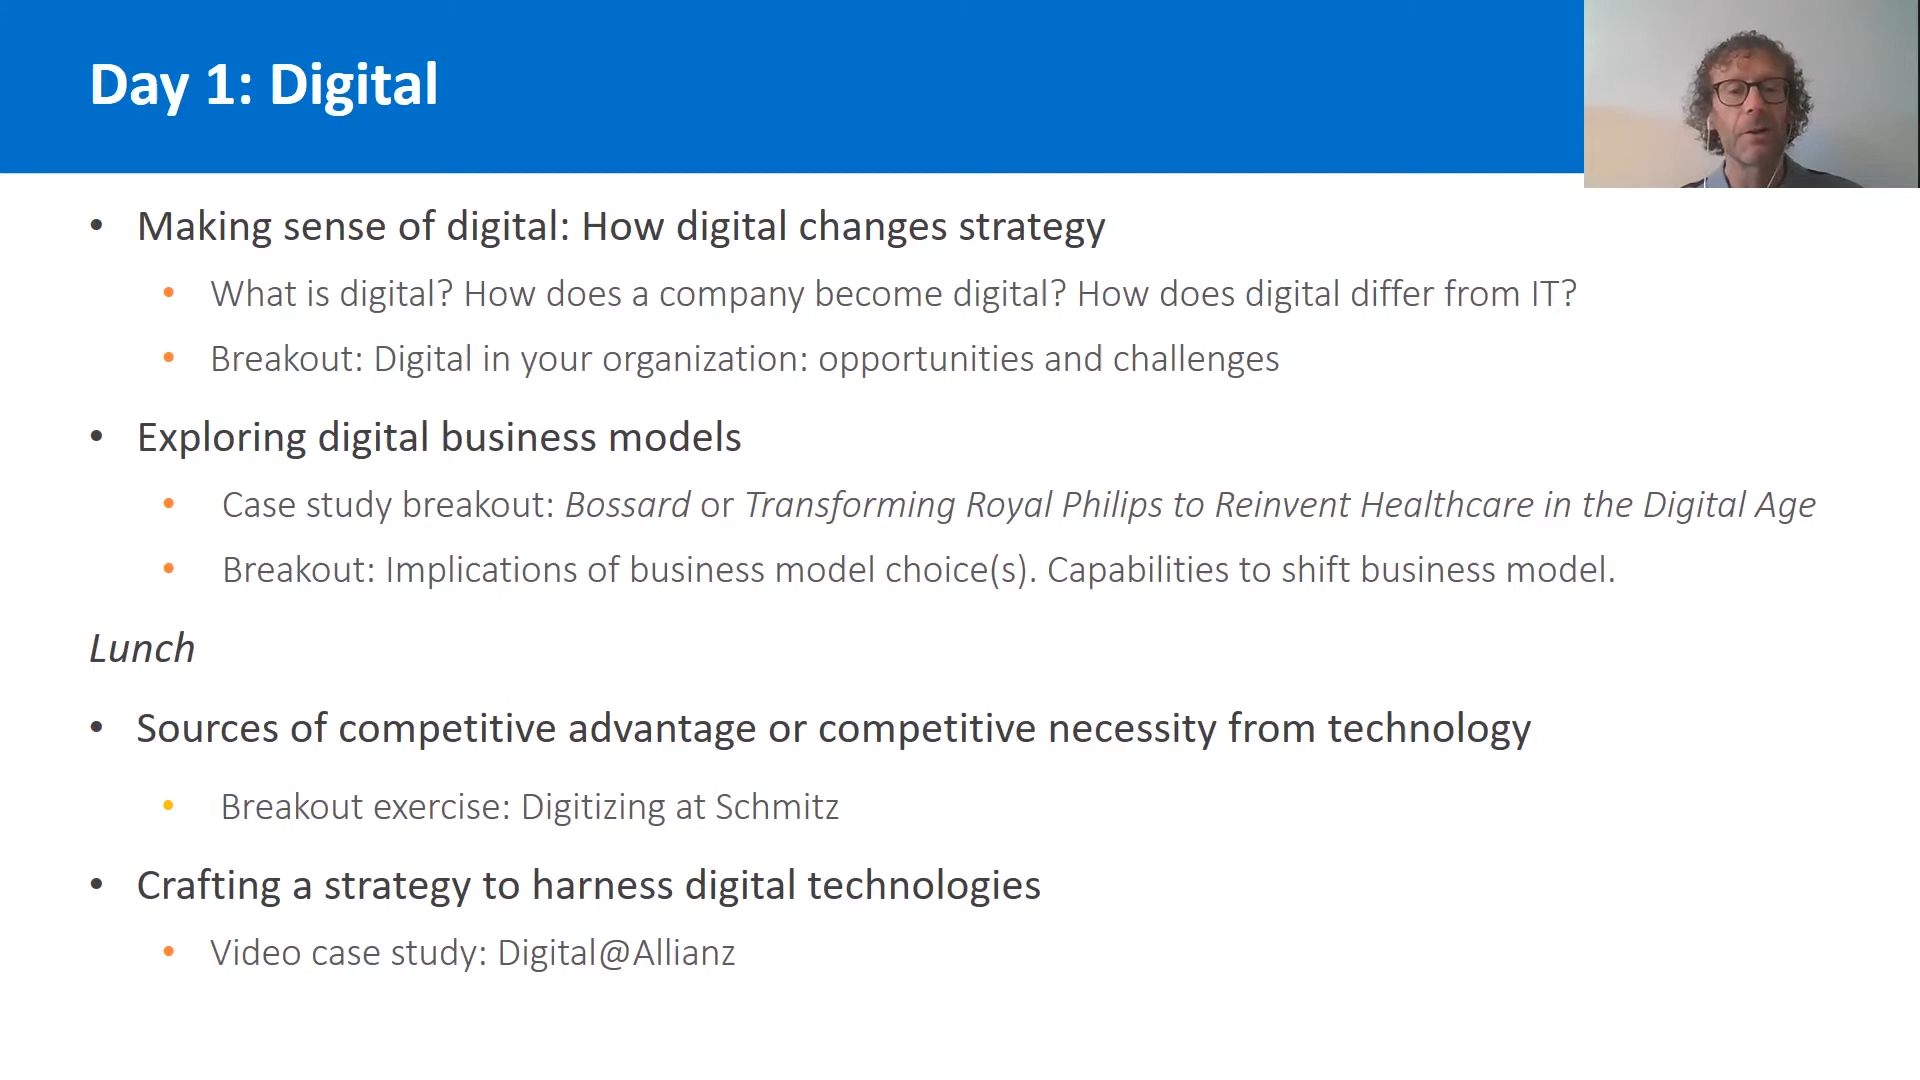 Day 1: Digital
• Making sense of digital: How digital changes strategy
• What is digital? How does a company become digital? How does digital differ from IT?
• Breakout: Digital in your organization: opportunities and challenges
• Exploring digital business models
• Case study breakout: Bossard or Transforming Royal Philips to Reinvent Healthcare in the Digital Age
• Breakout: Implications of business model choice(s). Capabilities to shift business model.
Lunch
• Sources of competitive advantage or competitive necessity from technology
• Breakout exercise: Digitizing at Schmitz
• Crafting a strategy to harness digital technologies
• Video case study: Digital@Allianz